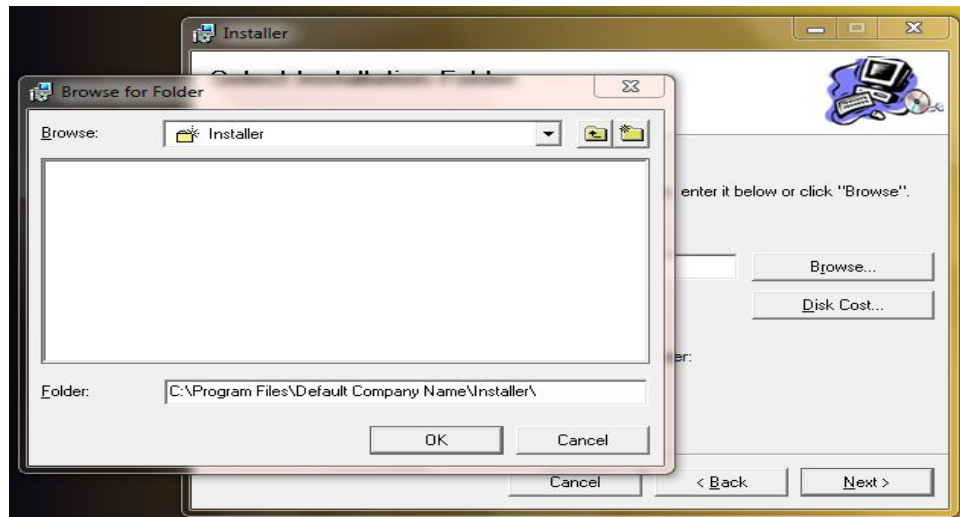 Installer
Browse for Folder
Browse:
Installer
enter it below or click "Browse".
Browse...
Disk Cost...
er:
Folder:
C:\Program Files\Default Company Name\Installer\
OK
Cancel
Cancel
< Back
Next >